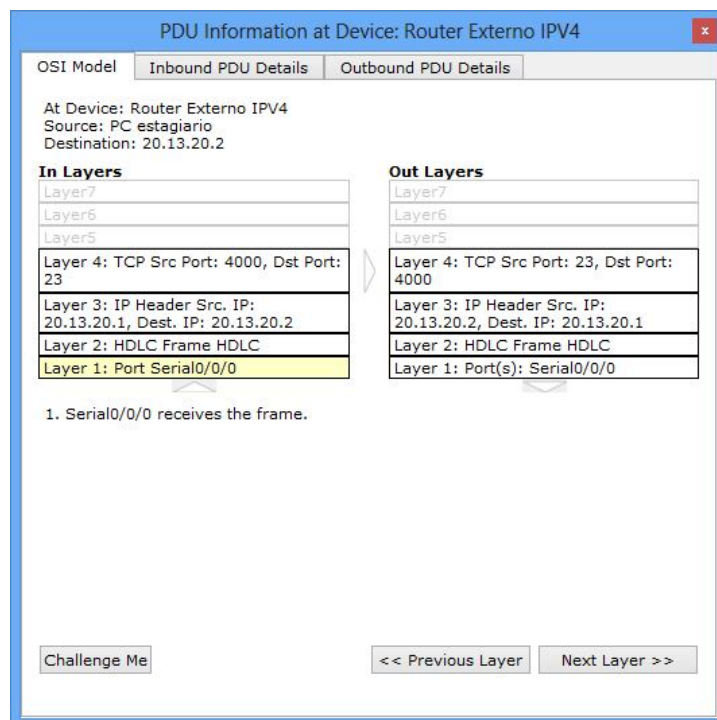 PDU Information at Device: Router Externo IPV4
x
OSI Model
Inbound PDU Details
Outbound PDU Details
At Device: Router Externo IPV4
Source: PC estagiario
Destination: 20.13.20.2
In Layers
Layer7
Layer6
Layer5
Layer 4: TCP Src Port: 4000, Dst Port:
23
Layer 3: IP Header Src. IP:
20.13.20.1, Dest. IP: 20.13.20.2
Layer 2: HDLC Frame HDLC
Layer 1: Port Serial0/0/0
Out Layers
Layer7
Layer6
Layer5
Layer 4: TCP Src Port: 23, Dst Port:
4000
Layer 3: IP Header Src. IP:
20.13.20.2, Dest. IP: 20.13.20.1
Layer 2: HDLC Frame HDLC
Layer 1: Port(s): Serial0/0/0
1. Serial0/0/0 receives the frame.
Challenge Me
<< Previous Layer
Next Layer >>